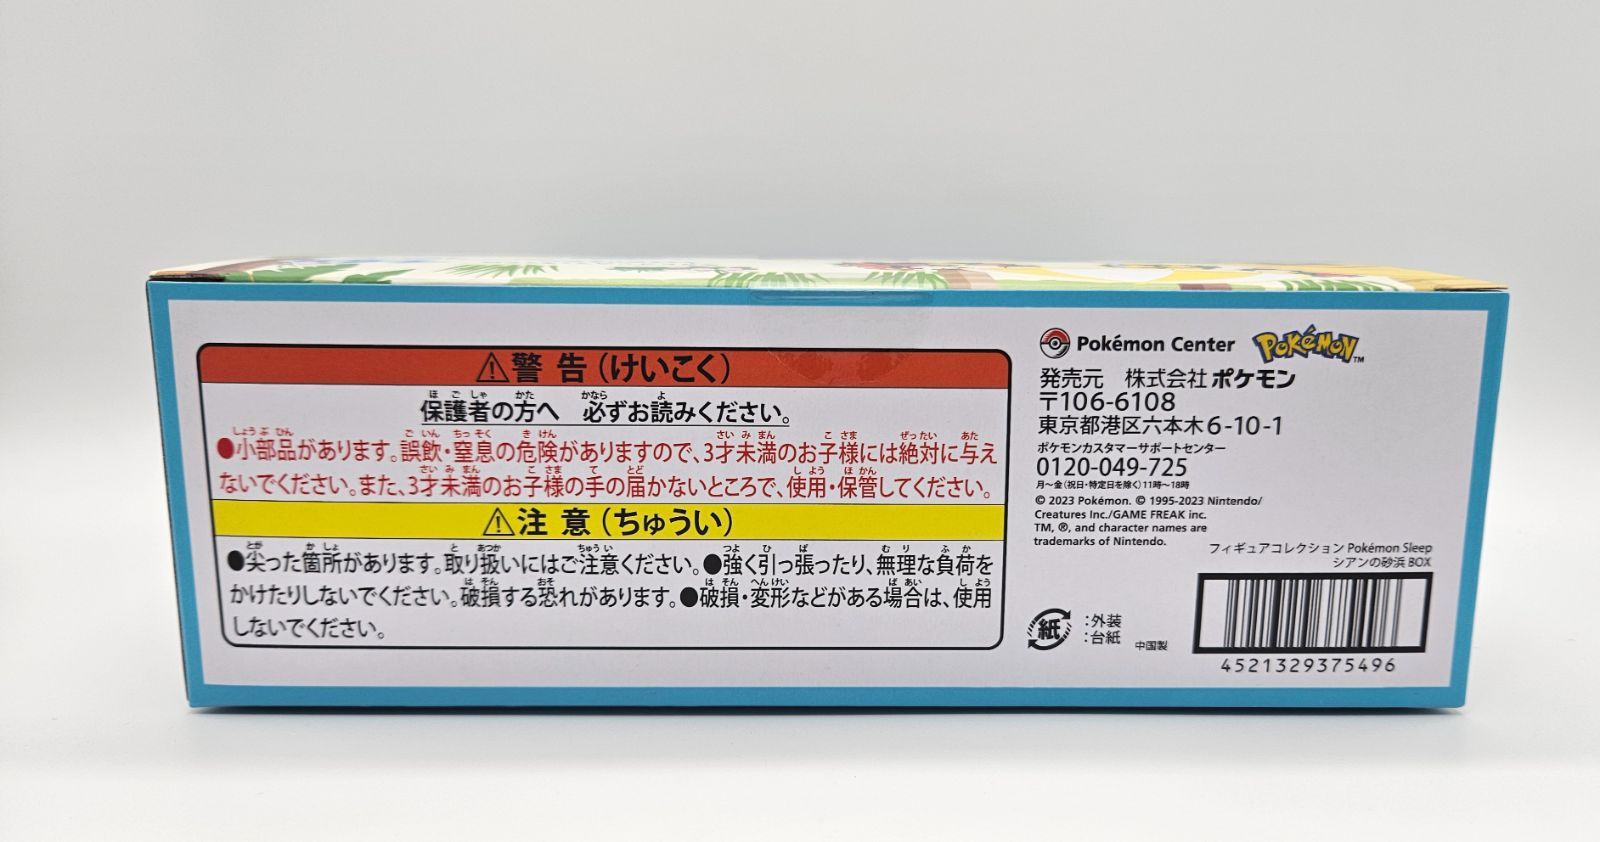 ⚠警 告(けいこく)
保護者の方へ 必ずお読みください。
●小部品があります。誤飲・窒息の危険がありますので、3才未満のお子様には絶対に与え
ないでください。また、3才未満のお子様の手の届かないところで、使用・保管してください。
⚠注 意(ちゅうい)
●尖った箇所があります。取り扱いにはご注意ください。●強く引っ張ったり、無理な負荷を
かけたりしないでください。破損する恐れがあります。●破損・変形などがある場合は、使用
しないでください。
Pokémon Center POKÉMON™
発売元 株式会社ポケモン
〒106-6108
東京都港区六本木6-10-1
ポケモンカスタマーサポートセンター
0120-049-725
月～金(祝日・特定日を除く)11時～18時
© 2023 Pokémon. © 1995-2023 Nintendo/
Creatures Inc./GAME FREAK inc.
TM, ®, and character names are
trademarks of Nintendo.
フィギュアコレクション Pokémon Sleep
シアンの砂浜 BOX
紙
:外装
:台紙
中国製
4521329375496